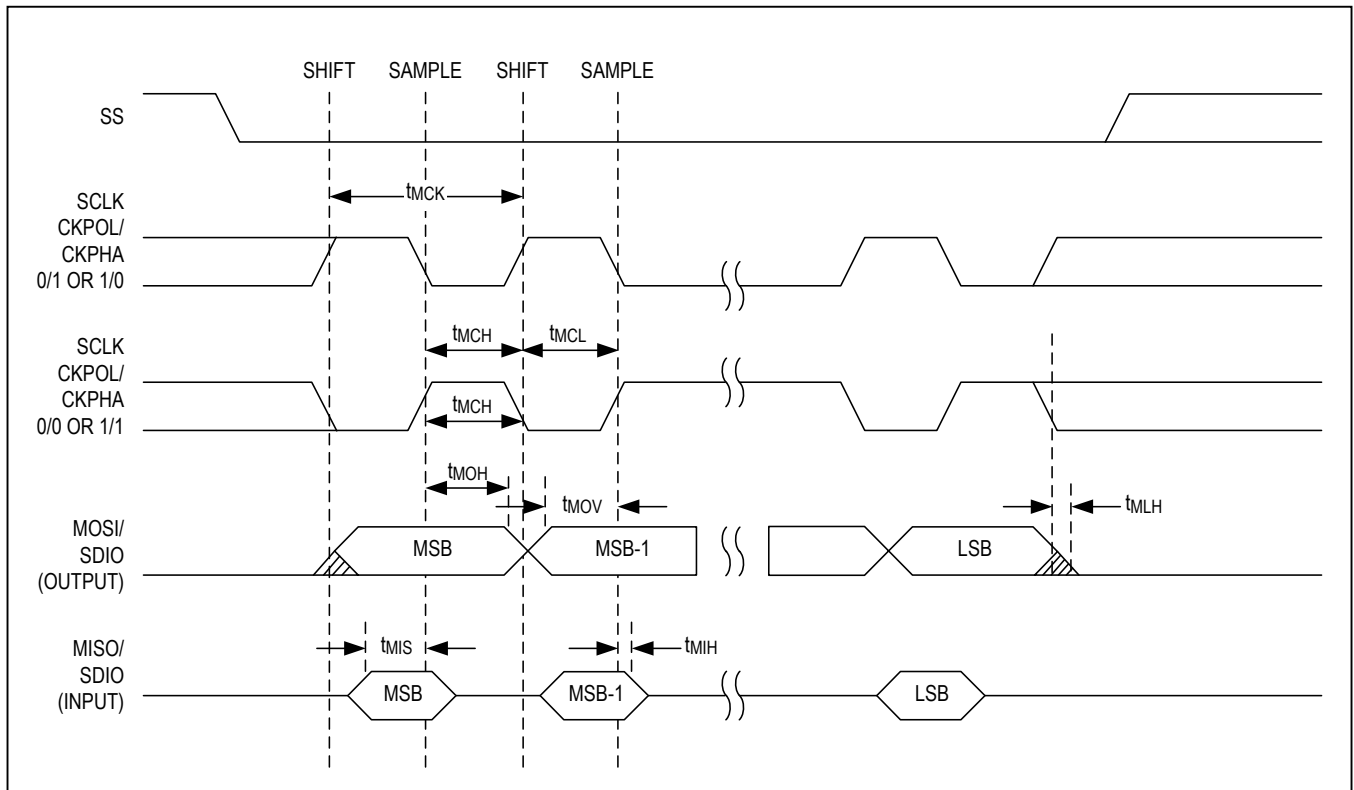 SHIFT SAMPLE SHIFT SAMPLE
SS
tMCK
SCLK
CKPOL/
CKPHA
0/1 OR 1/0
tMCH tMCL
SCLK
CKPOL/
CKPHA
0/0 OR 1/1
tMCH
tMOH
tMOV
tMLH
MOSI/
SDIO
(OUTPUT)
MSB MSB-1 LSB
tMIS
tMIH
MISO/
SDIO
(INPUT)
MSB MSB-1 LSB